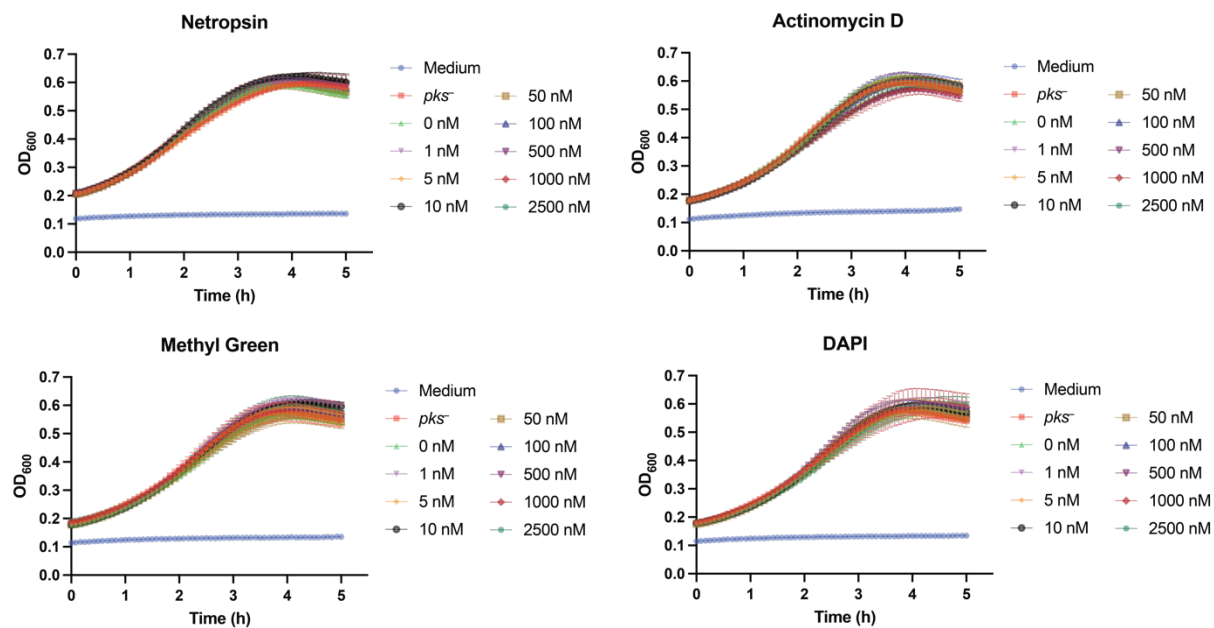 Netropsin
0.7
0.6
0.5
0.4
0.3
0.2
0.1
0.0
OD600
0 1 2 3 4 5
Time (h)
Medium
pks⁻
0 nM
1 nM
5 nM
10 nM
50 nM
100 nM
500 nM
1000 nM
2500 nM
Actinomycin D
0.7
0.6
0.5
0.4
0.3
0.2
0.1
0.0
OD600
0 1 2 3 4 5
Time (h)
Medium
pks⁻
0 nM
1 nM
5 nM
10 nM
50 nM
100 nM
500 nM
1000 nM
2500 nM
Methyl Green
0.7
0.6
0.5
0.4
0.3
0.2
0.1
0.0
OD600
0 1 2 3 4 5
Time (h)
Medium
pks⁻
0 nM
1 nM
5 nM
10 nM
50 nM
100 nM
500 nM
1000 nM
2500 nM
DAPI
0.7
0.6
0.5
0.4
0.3
0.2
0.1
0.0
OD600
0 1 2 3 4 5
Time (h)
Medium
pks⁻
0 nM
1 nM
5 nM
10 nM
50 nM
100 nM
500 nM
1000 nM
2500 nM